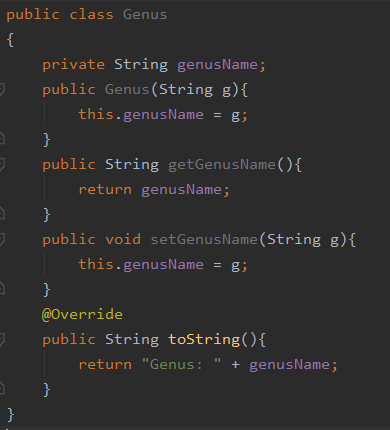 public class Genus
{
    private String genusName;
    public Genus(String g){
        this.genusName = g;
    }
    public String getGenusName(){
        return genusName;
    }
    public void setGenusName(String g){
        this.genusName = g;
    }
    @Override
    public String toString(){
        return "Genus: " + genusName;
    }
}